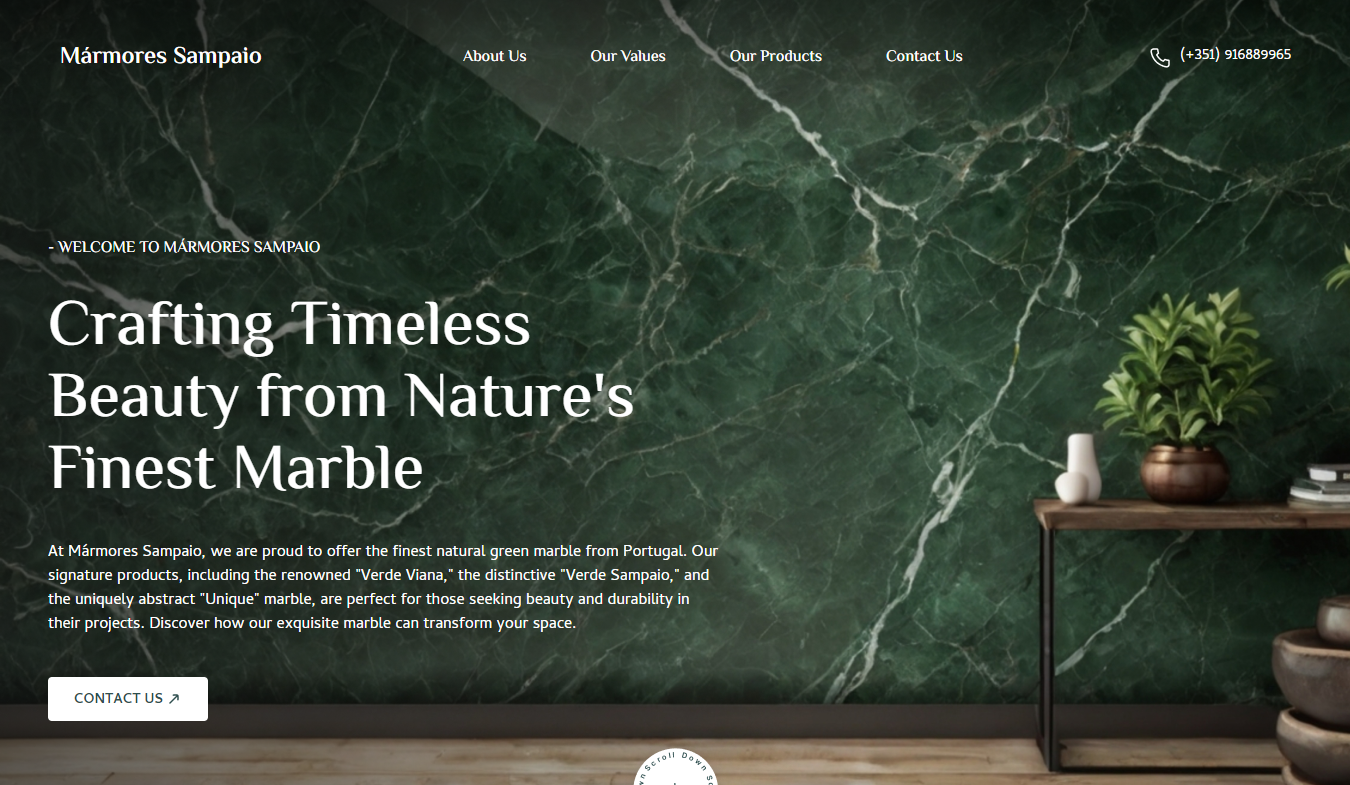 Mármores Sampaio
About Us
Our Values
Our Products
Contact Us
(+351) 916889965
- WELCOME TO MÁRMORES SAMPAIO
Crafting Timeless
Beauty from Nature's
Finest Marble
At Mármores Sampaio, we are proud to offer the finest natural green marble from Portugal. Our
signature products, including the renowned "Verde Viana," the distinctive "Verde Sampaio," and
the uniquely abstract "Unique" marble, are perfect for those seeking beauty and durability in
their projects. Discover how our exquisite marble can transform your space.
CONTACT US
Scroll Down